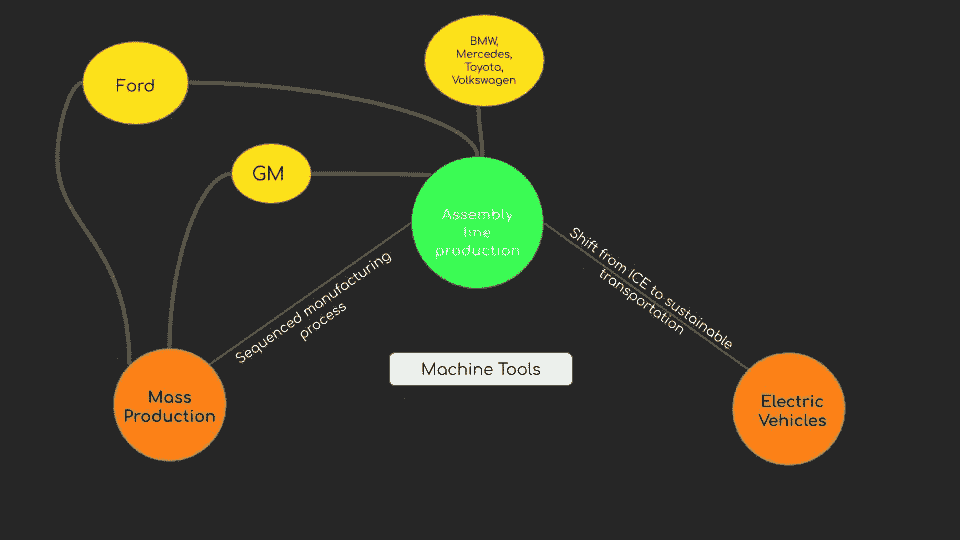 BMW,
Mercedes,
Toyota,
Volkswagen
Ford
GM
Assembly
line
production
Sequenced manufacturing
process
Shift from ICE to sustainable
transportation
Machine Tools
Mass
Production
Electric
Vehicles